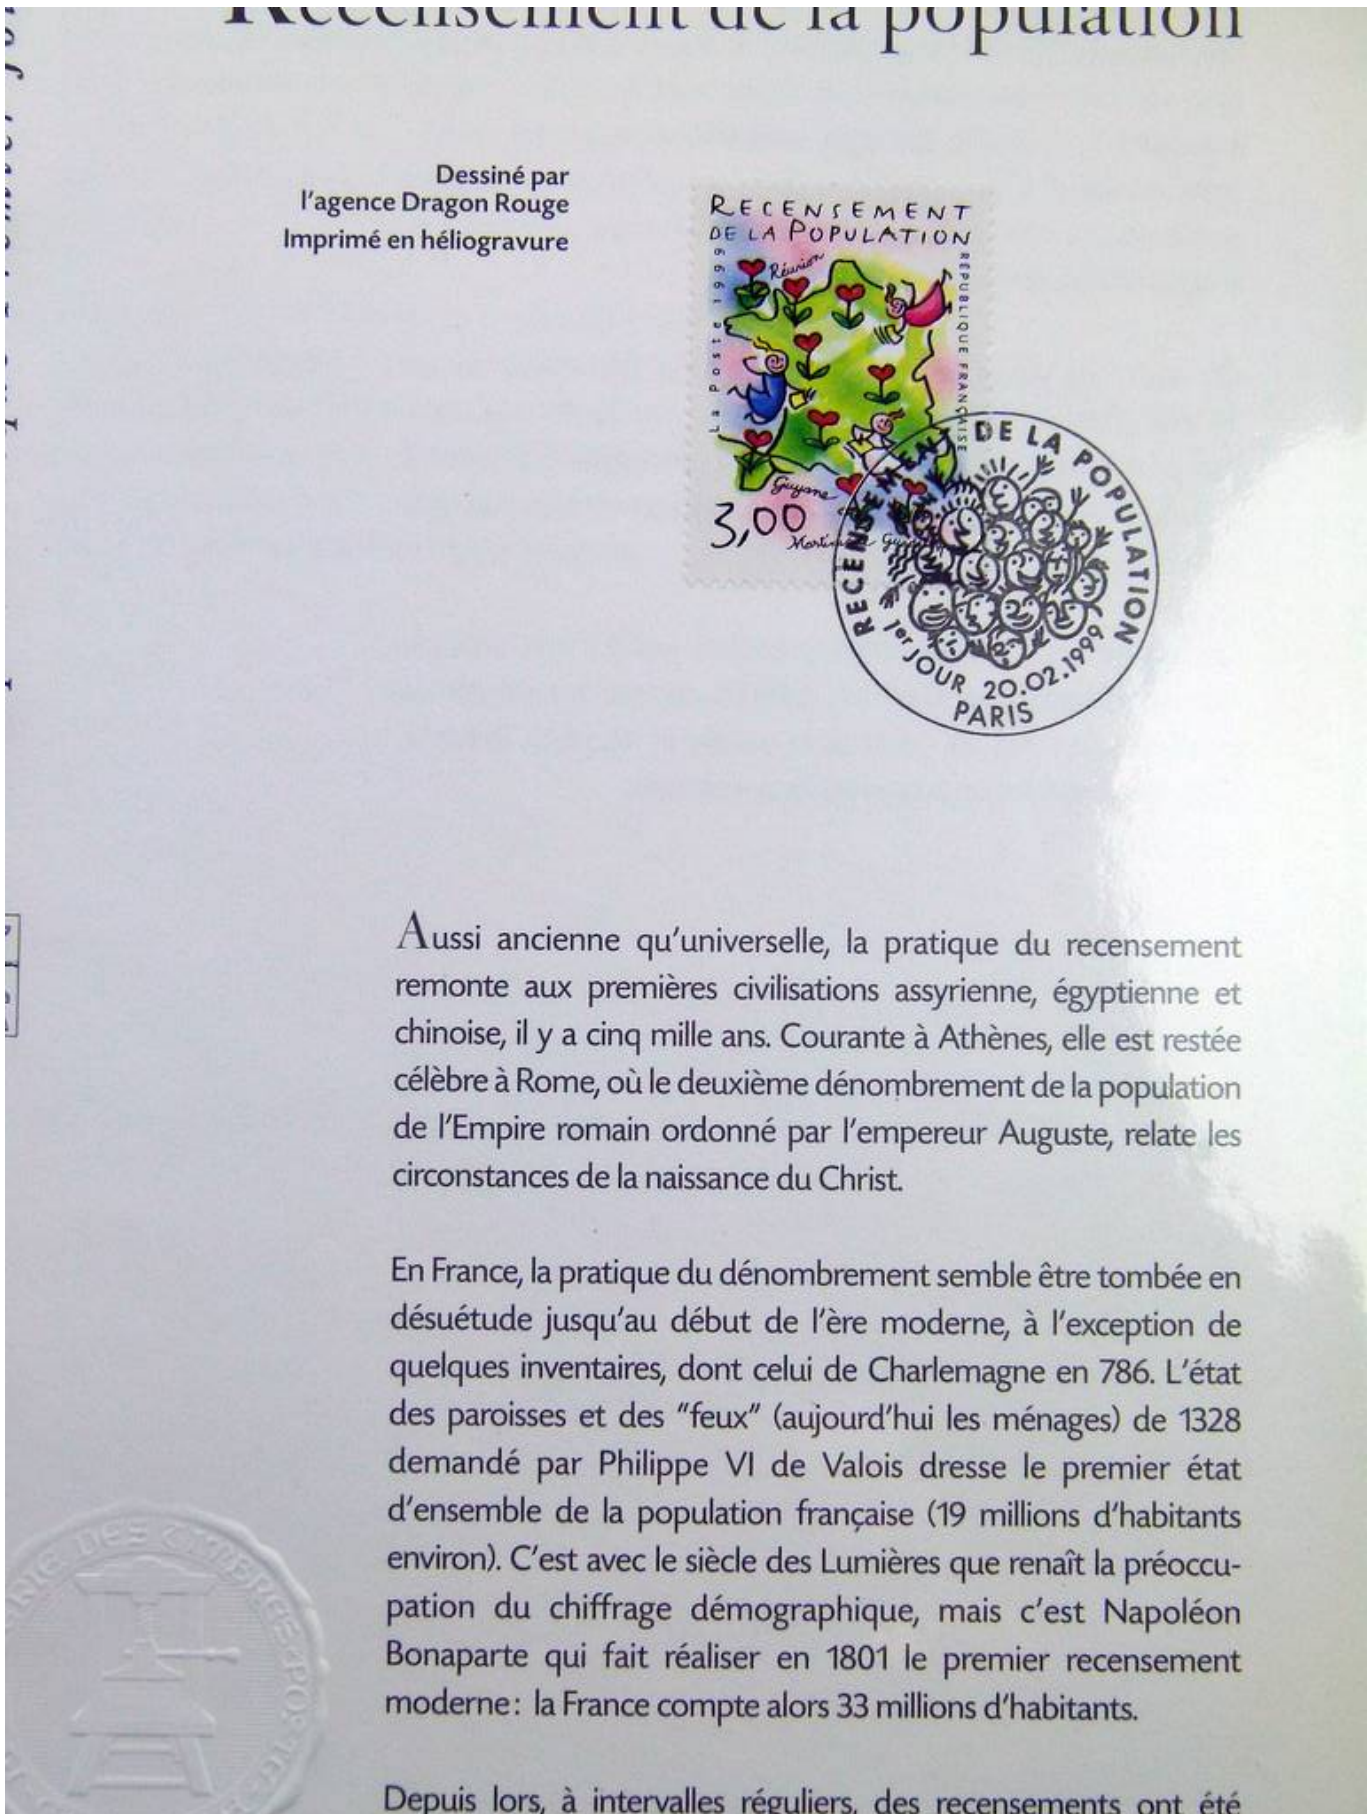 Recensement de la population
Dessiné par
l'agence Dragon Rouge
Imprimé en héliogravure
RECENSEMENT
DE LA POPULATION
Réunion
La Poste 1999
RÉPUBLIQUE FRANÇAISE
Guyane
3,00
RECENSEMENT DE LA POPULATION
1er JOUR 20.02.1999
PARIS
Aussi ancienne qu'universelle, la pratique du recensement
remonte aux premières civilisations assyrienne, égyptienne et
chinoise, il y a cinq mille ans. Courante à Athènes, elle est restée
célèbre à Rome, où le deuxième dénombrement de la population
de l'Empire romain ordonné par l'empereur Auguste, relate les
circonstances de la naissance du Christ.
En France, la pratique du dénombrement semble être tombée en
désuétude jusqu'au début de l'ère moderne, à l'exception de
quelques inventaires, dont celui de Charlemagne en 786. L'état
des paroisses et des "feux" (aujourd'hui les ménages) de 1328
demandé par Philippe VI de Valois dresse le premier état
d'ensemble de la population française (19 millions d'habitants
environ). C'est avec le siècle des Lumières que renaît la préoccu-
pation du chiffrage démographique, mais c'est Napoléon
Bonaparte qui fait réaliser en 1801 le premier recensement
moderne: la France compte alors 33 millions d'habitants.
DES TIMBRES-POSTE
Depuis lors, à intervalles réguliers, des recensements ont été